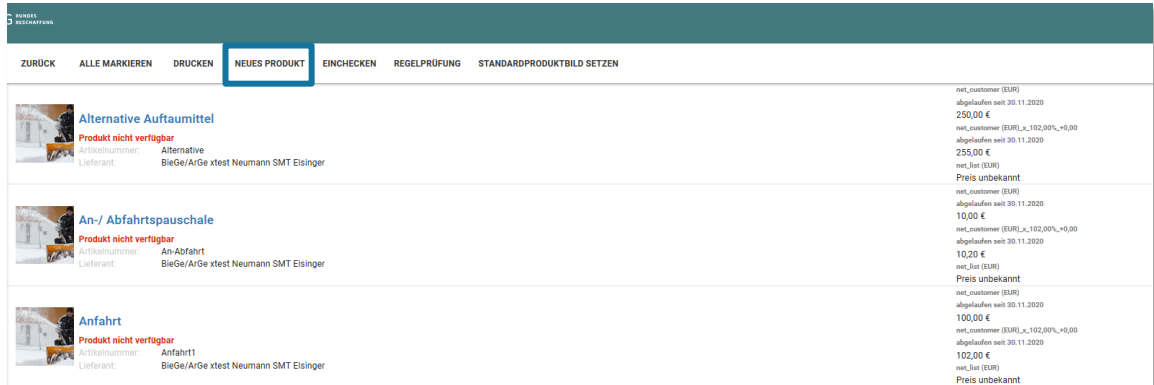 G BUNDES
BESCHAFFUNG
ZURÜCK ALLE MARKIEREN DRUCKEN NEUES PRODUKT EINCHECKEN REGELPRÜFUNG STANDARDPRODUKTBILD SETZEN
Alternative Auftaumittel
Produkt nicht verfügbar
Artikelnummer: Alternative
Lieferant: BieGe/ArGe xtest Neumann SMT Elsinger
net_customer (EUR)
abgelaufen seit 30.11.2020
250,00 €
net_customer (EUR)_x_102,00%_+0,00
abgelaufen seit 30.11.2020
255,00 €
net_list (EUR)
Preis unbekannt
An-/ Abfahrtspauschale
Produkt nicht verfügbar
Artikelnummer: An-Abfahrt
Lieferant: BieGe/ArGe xtest Neumann SMT Elsinger
net_customer (EUR)
abgelaufen seit 30.11.2020
10,00 €
net_customer (EUR)_x_102,00%_+0,00
abgelaufen seit 30.11.2020
10,20 €
net_list (EUR)
Preis unbekannt
Anfahrt
Produkt nicht verfügbar
Artikelnummer: Anfahrt1
Lieferant: BieGe/ArGe xtest Neumann SMT Elsinger
net_customer (EUR)
abgelaufen seit 30.11.2020
100,00 €
net_customer (EUR)_x_102,00%_+0,00
abgelaufen seit 30.11.2020
102,00 €
net_list (EUR)
Preis unbekannt